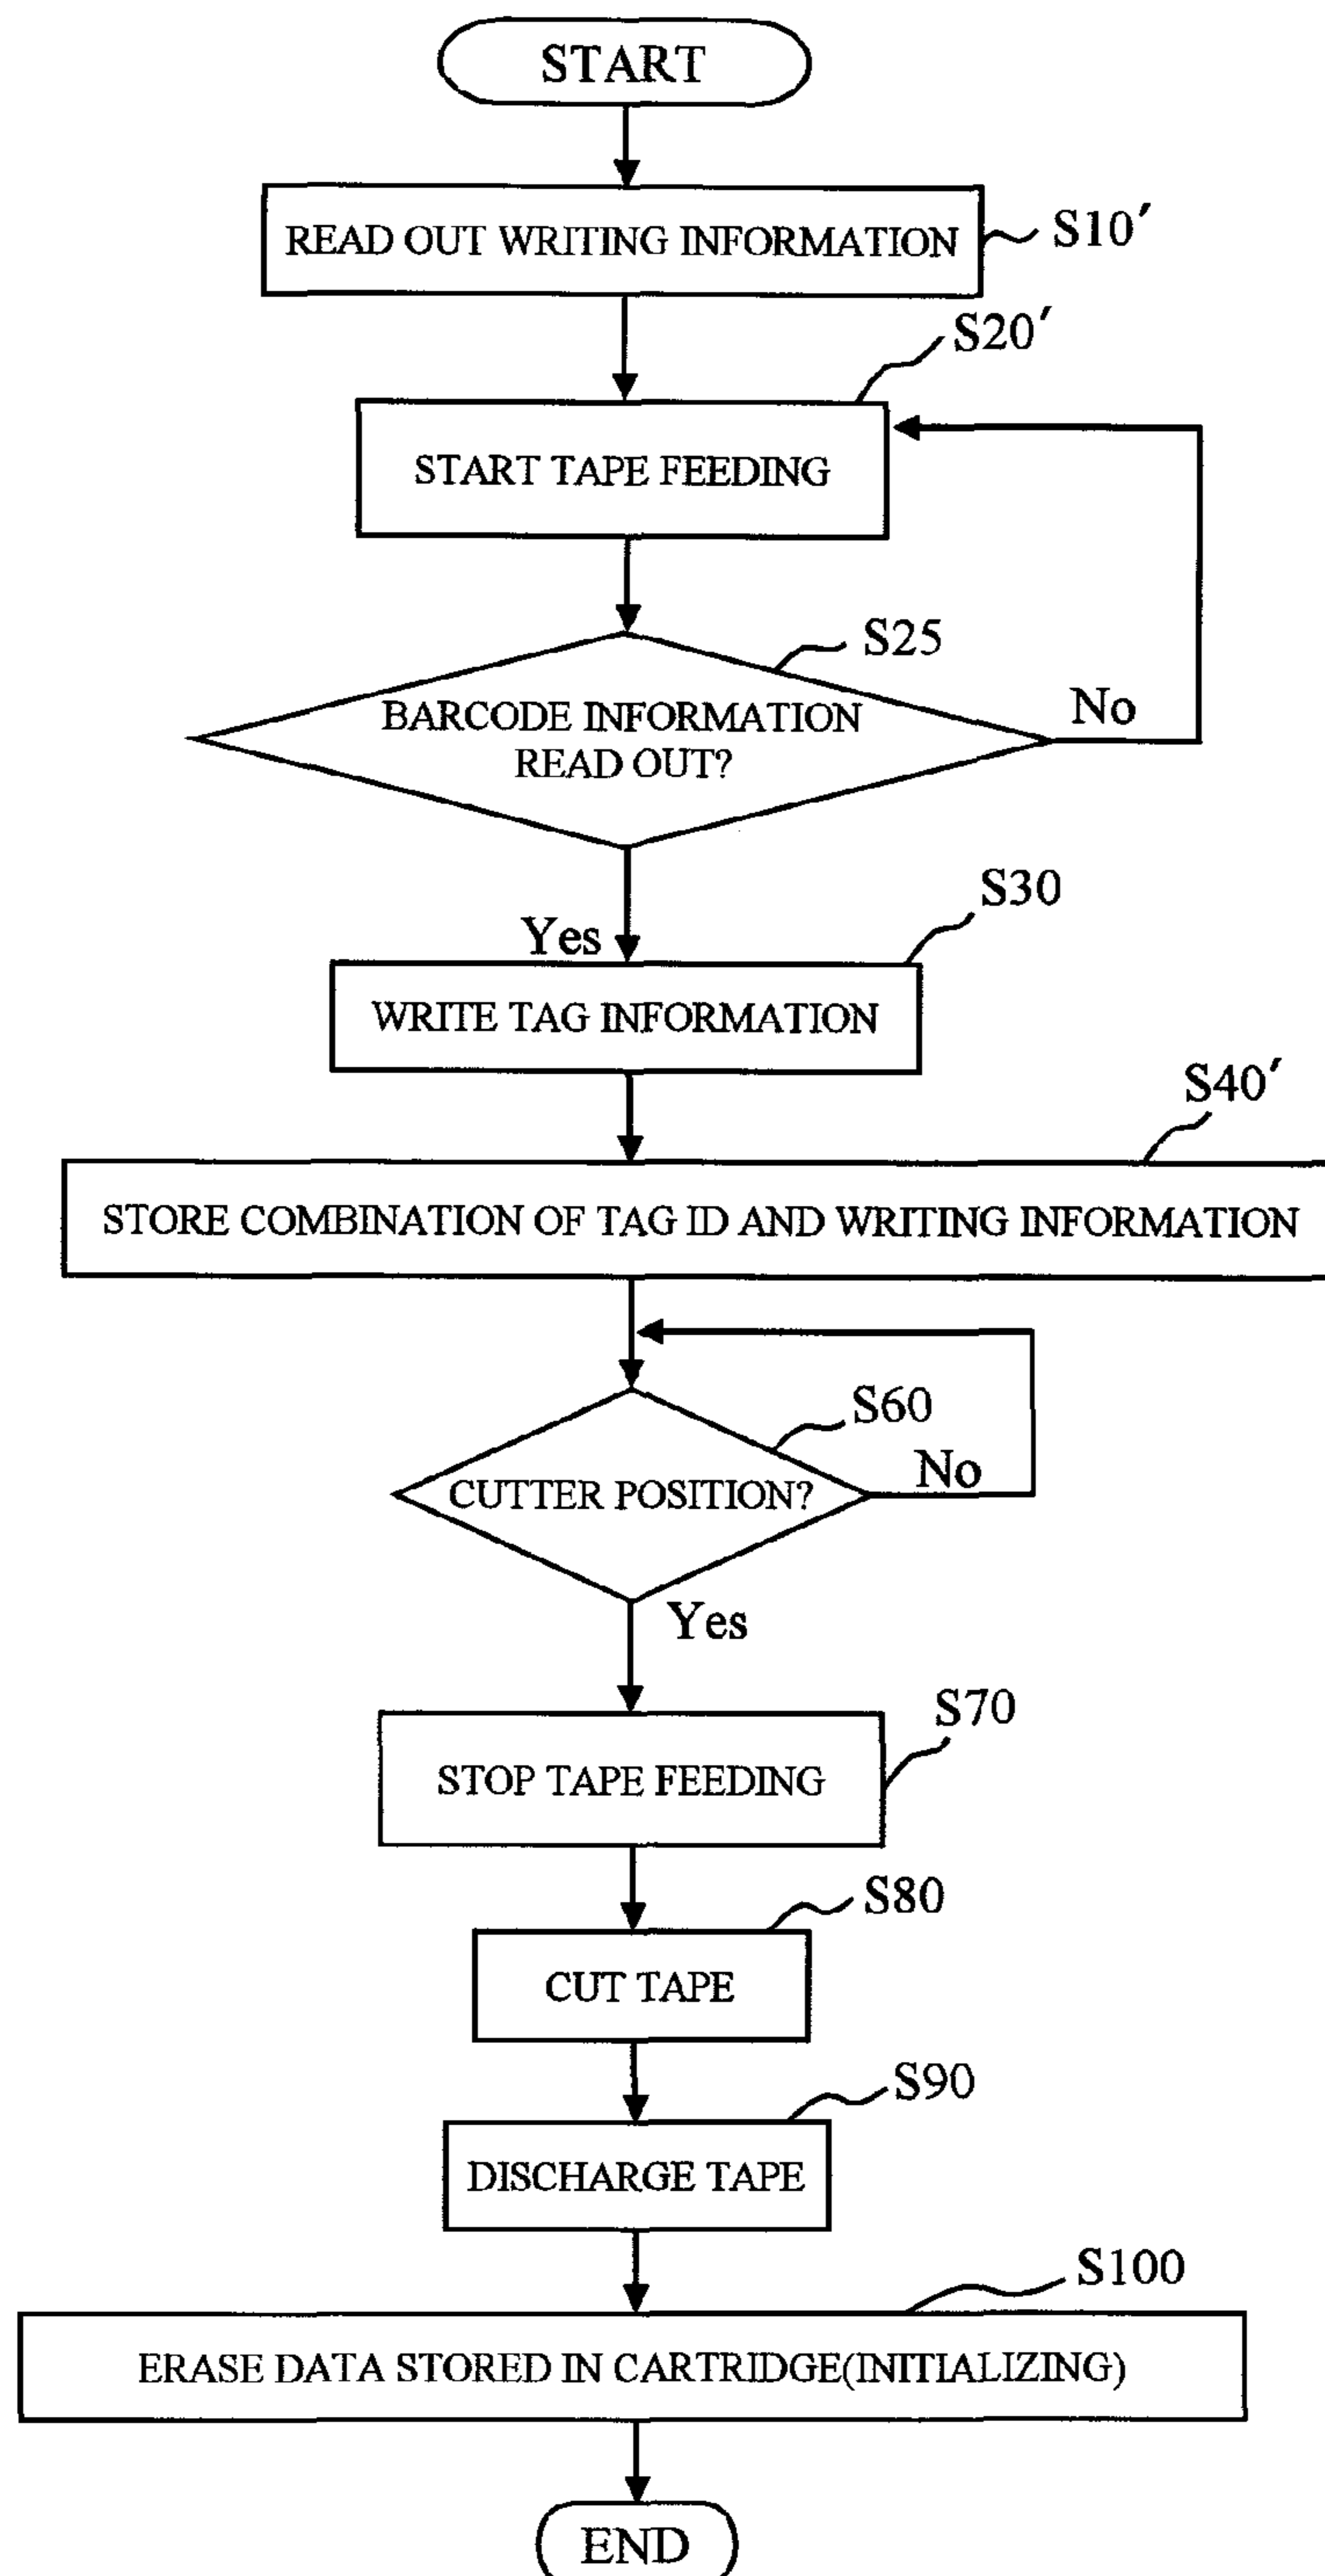 START
READ OUT WRITING INFORMATION
S10′
S20′
START TAPE FEEDING
S25
BARCODE INFORMATION
READ OUT?
No
Yes
S30
WRITE TAG INFORMATION
S40′
STORE COMBINATION OF TAG ID AND WRITING INFORMATION
S60
CUTTER POSITION?
No
Yes
S70
STOP TAPE FEEDING
S80
CUT TAPE
S90
DISCHARGE TAPE
S100
ERASE DATA STORED IN CARTRIDGE(INITIALIZING)
END